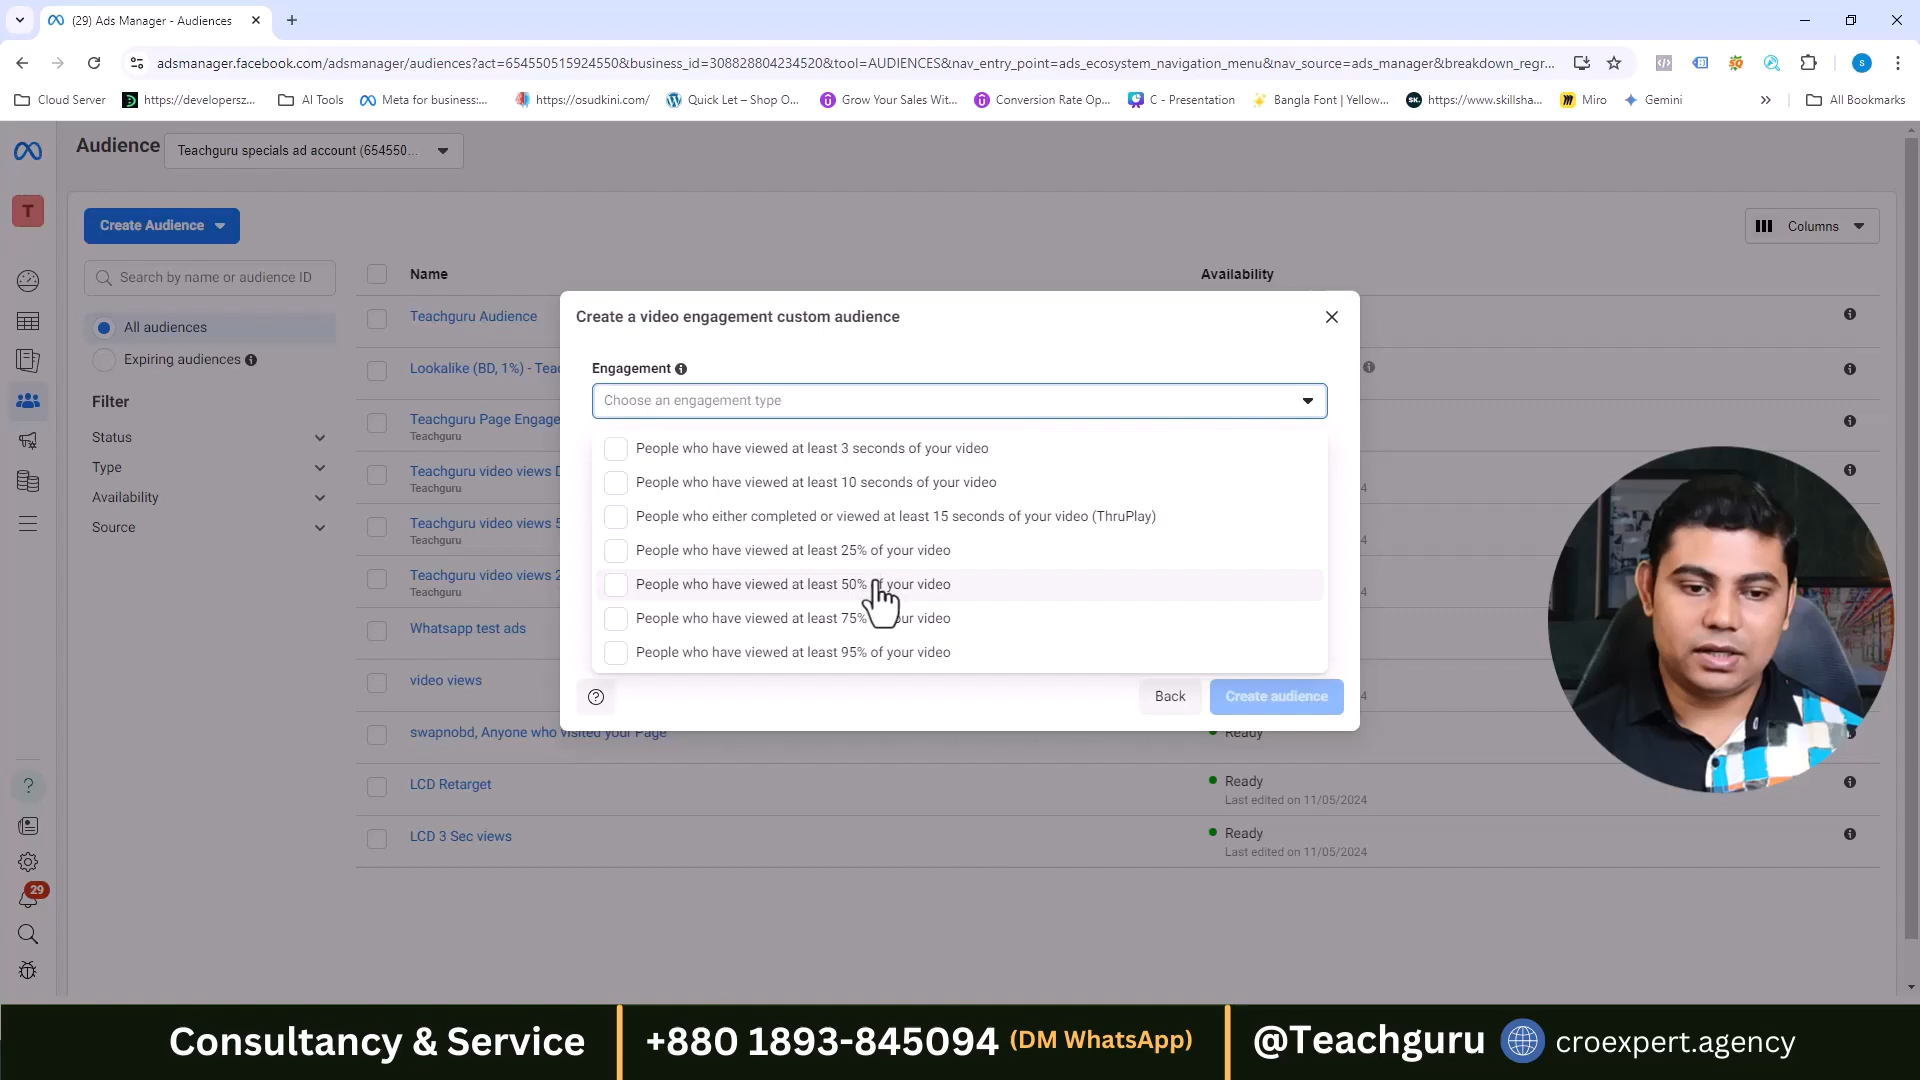 (29) Ads Manager - Audiences
adsmanager.facebook.com/adsmanager/audiences?act=654550515924550&business_id=308828804234520&tool=AUDIENCES&nav_entry_point=ads_ecosystem_navigation_menu&nav_source=ads_manager&breakdown_regr...
S
Cloud Server
https://developersz...
AI Tools
Meta for business:...
https://osudkini.com/
Quick Let – Shop O...
Grow Your Sales Wit...
Conversion Rate Op...
C - Presentation
Bangla Font | Yellow...
https://www.skillsha...
Miro
Gemini
All Bookmarks
Audience
Teachguru specials ad account (654550...
T
Create Audience
Columns
Search by name or audience ID
Name
Availability
All audiences
Expiring audiences
Filter
Status
Type
Availability
Source
Teachguru Audience
Lookalike (BD, 1%) - Teac
Teachguru Page Engage
Teachguru
Teachguru video views
Teachguru
Teachguru video views 5
Teachguru
Teachguru video views 2
Teachguru
Whatsapp test ads
video views
swapnobd, Anyone who visited your Page
Ready
LCD Retarget
Ready
Last edited on 11/05/2024
LCD 3 Sec views
Ready
Last edited on 11/05/2024
Create a video engagement custom audience
Engagement
Choose an engagement type
People who have viewed at least 3 seconds of your video
People who have viewed at least 10 seconds of your video
People who either completed or viewed at least 15 seconds of your video (ThruPlay)
People who have viewed at least 25% of your video
People who have viewed at least 50% of your video
People who have viewed at least 75% of your video
People who have viewed at least 95% of your video
Back
Create audience
29
Consultancy & Service
+880 1893-845094 (DM WhatsApp)
@Teachguru
croexpert.agency